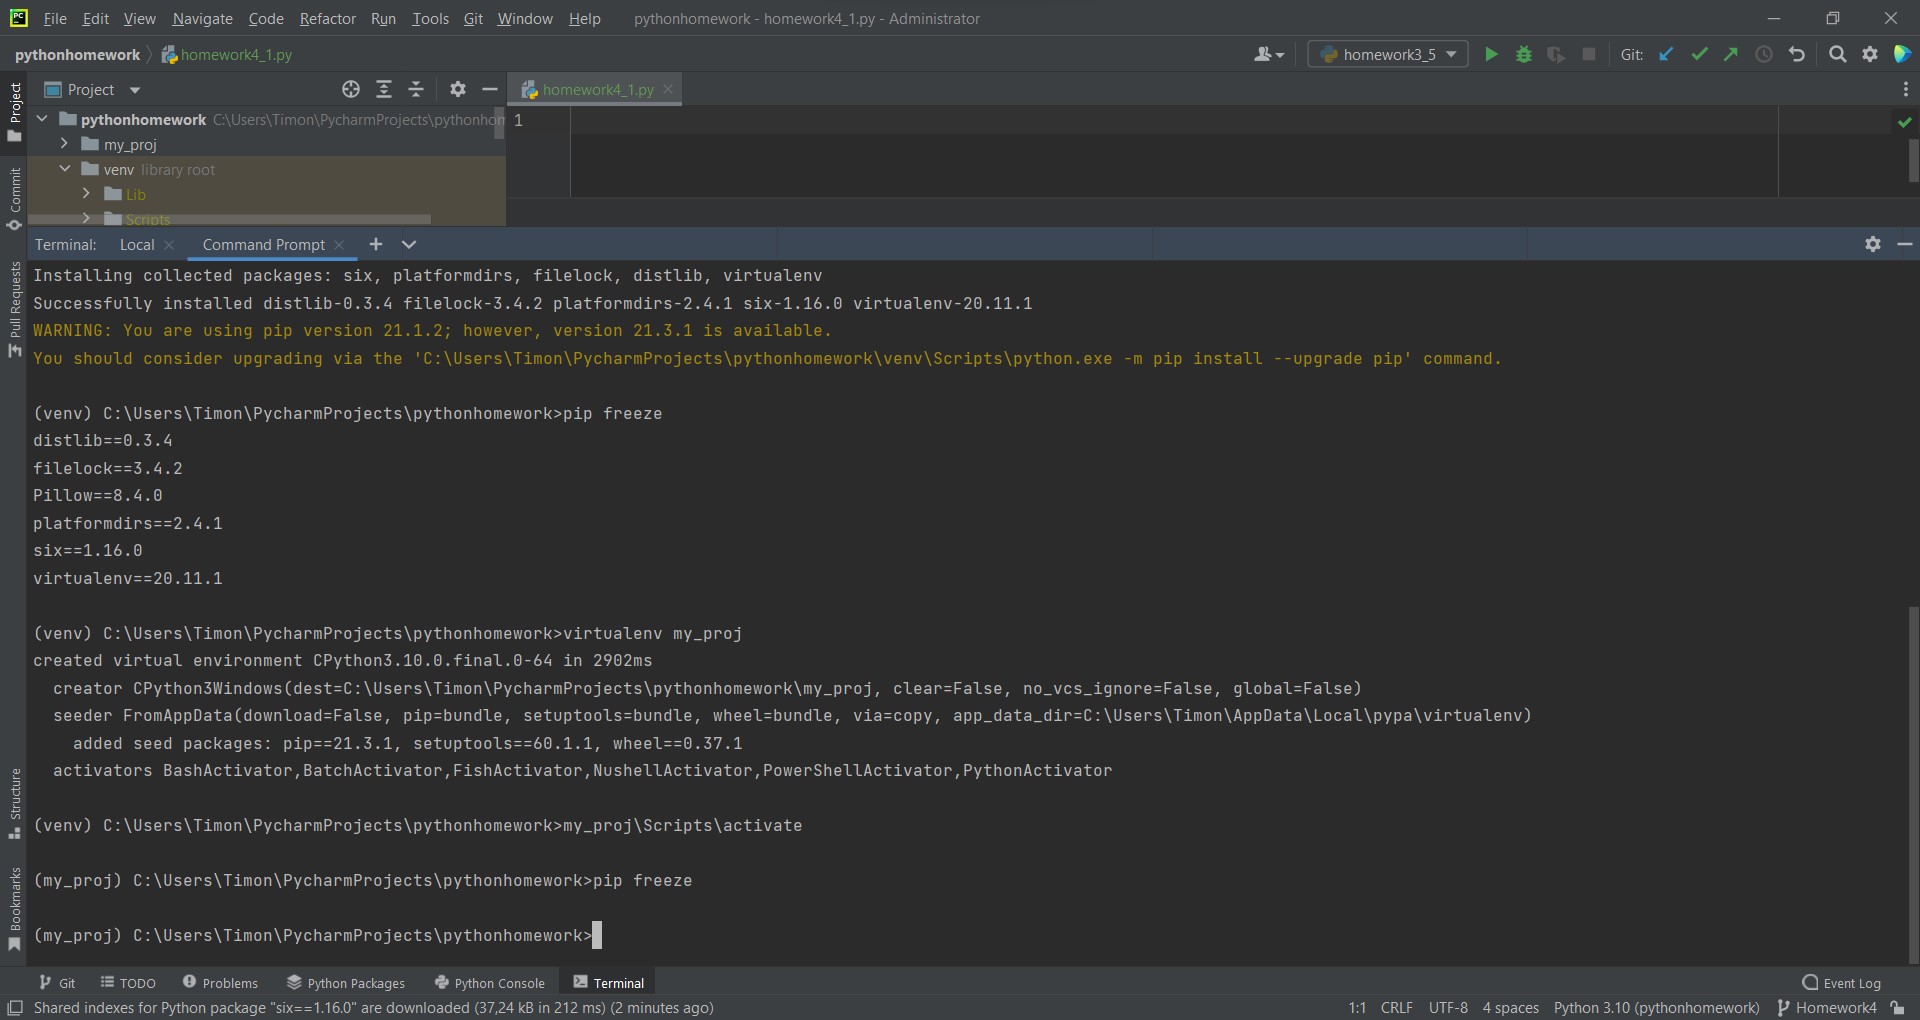 PC File Edit View Navigate Code Refactor Run Tools Git Window Help pythonhomework - homework4_1.py - Administrator
pythonhomework homework4_1.py homework3_5 Git:
Project homework4_1.py
pythonhomework C:\Users\Timon\PycharmProjects\pythonhom 1
my_proj
venv library root
Lib
Scripts
Project
Commit
Pull Requests
Structure
Bookmarks
Terminal: Local Command Prompt
Installing collected packages: six, platformdirs, filelock, distlib, virtualenv
Successfully installed distlib-0.3.4 filelock-3.4.2 platformdirs-2.4.1 six-1.16.0 virtualenv-20.11.1
WARNING: You are using pip version 21.1.2; however, version 21.3.1 is available.
You should consider upgrading via the 'C:\Users\Timon\PycharmProjects\pythonhomework\venv\Scripts\python.exe -m pip install --upgrade pip' command.
(venv) C:\Users\Timon\PycharmProjects\pythonhomework>pip freeze
distlib==0.3.4
filelock==3.4.2
Pillow==8.4.0
platformdirs==2.4.1
six==1.16.0
virtualenv==20.11.1
(venv) C:\Users\Timon\PycharmProjects\pythonhomework>virtualenv my_proj
created virtual environment CPython3.10.0.final.0-64 in 2902ms
creator CPython3Windows(dest=C:\Users\Timon\PycharmProjects\pythonhomework\my_proj, clear=False, no_vcs_ignore=False, global=False)
seeder FromAppData(download=False, pip=bundle, setuptools=bundle, wheel=bundle, via=copy, app_data_dir=C:\Users\Timon\AppData\Local\pypa\virtualenv)
added seed packages: pip==21.3.1, setuptools==60.1.1, wheel==0.37.1
activators BashActivator,BatchActivator,FishActivator,NushellActivator,PowerShellActivator,PythonActivator
(venv) C:\Users\Timon\PycharmProjects\pythonhomework>my_proj\Scripts\activate
(my_proj) C:\Users\Timon\PycharmProjects\pythonhomework>pip freeze
(my_proj) C:\Users\Timon\PycharmProjects\pythonhomework>
Git TODO Problems Python Packages Python Console Terminal Event Log
Shared indexes for Python package "six==1.16.0" are downloaded (37,24 kB in 212 ms) (2 minutes ago) 1:1 CRLF UTF-8 4 spaces Python 3.10 (pythonhomework) Homework4